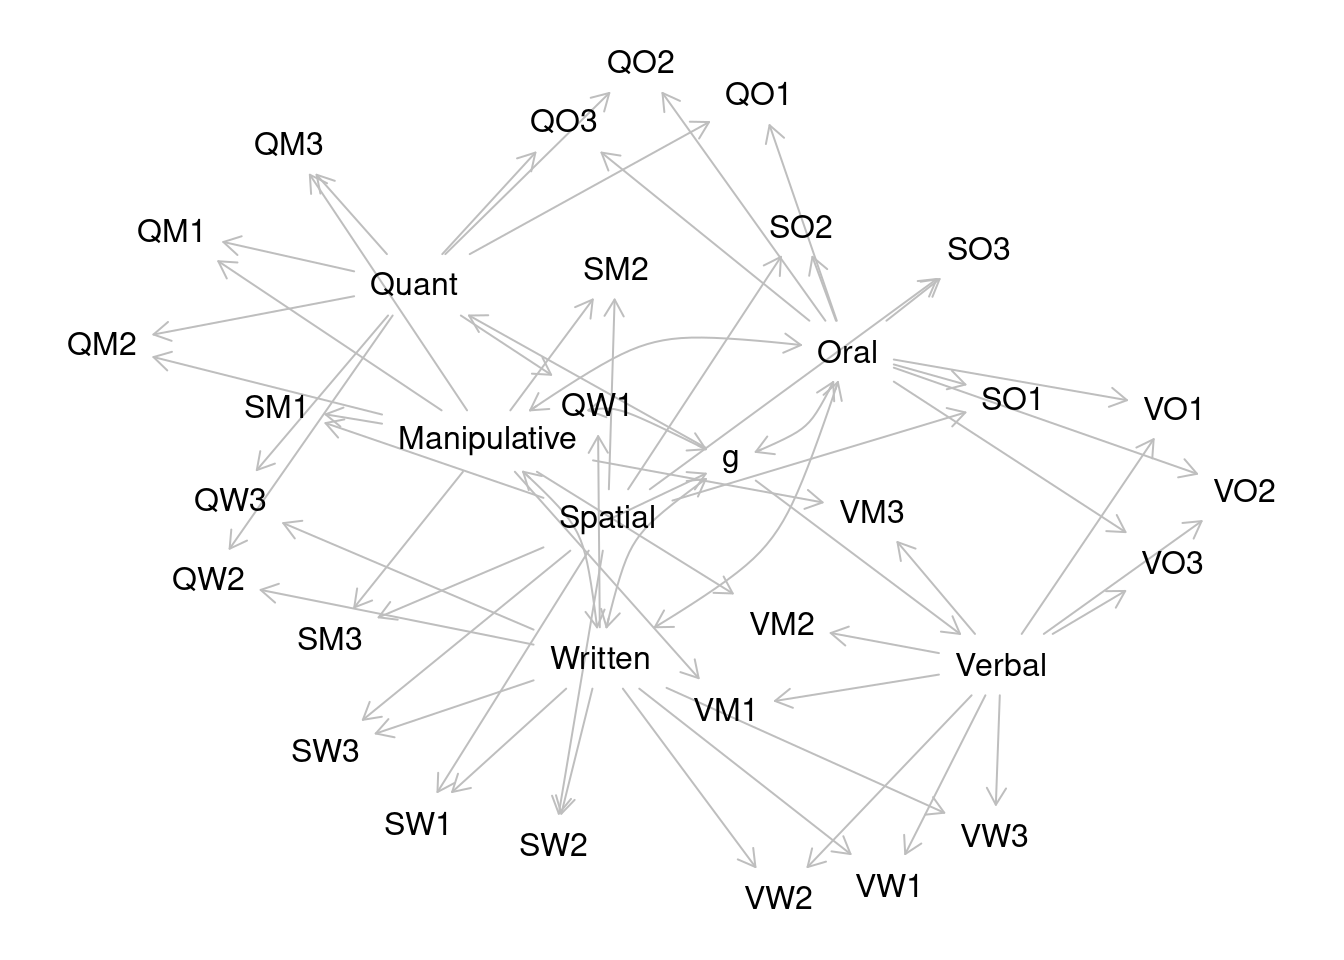 QO2
QO1
QO3
QM3
SO2
QM1
SO3
SM2
Quant
QM2
Oral
SM1
QW1
SO1
VO1
Manipulative
g
VO2
QW3
VM3
Spatial
VO3
QW2
VM2
SM3
Written
Verbal
VM1
SW3
SW1
VW3
SW2
VW1
VW2